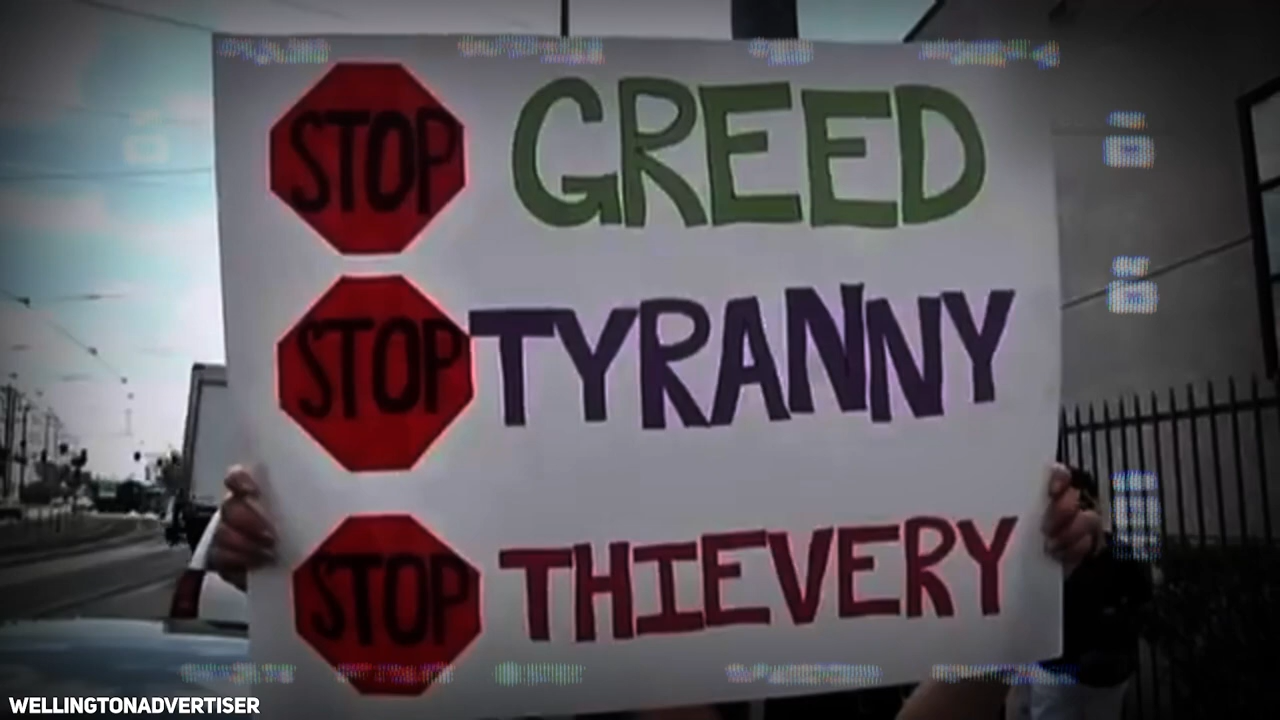 STOP GREED
STOP TYRANNY
STOP THIEVERY
WELLINGTONADVERTISER